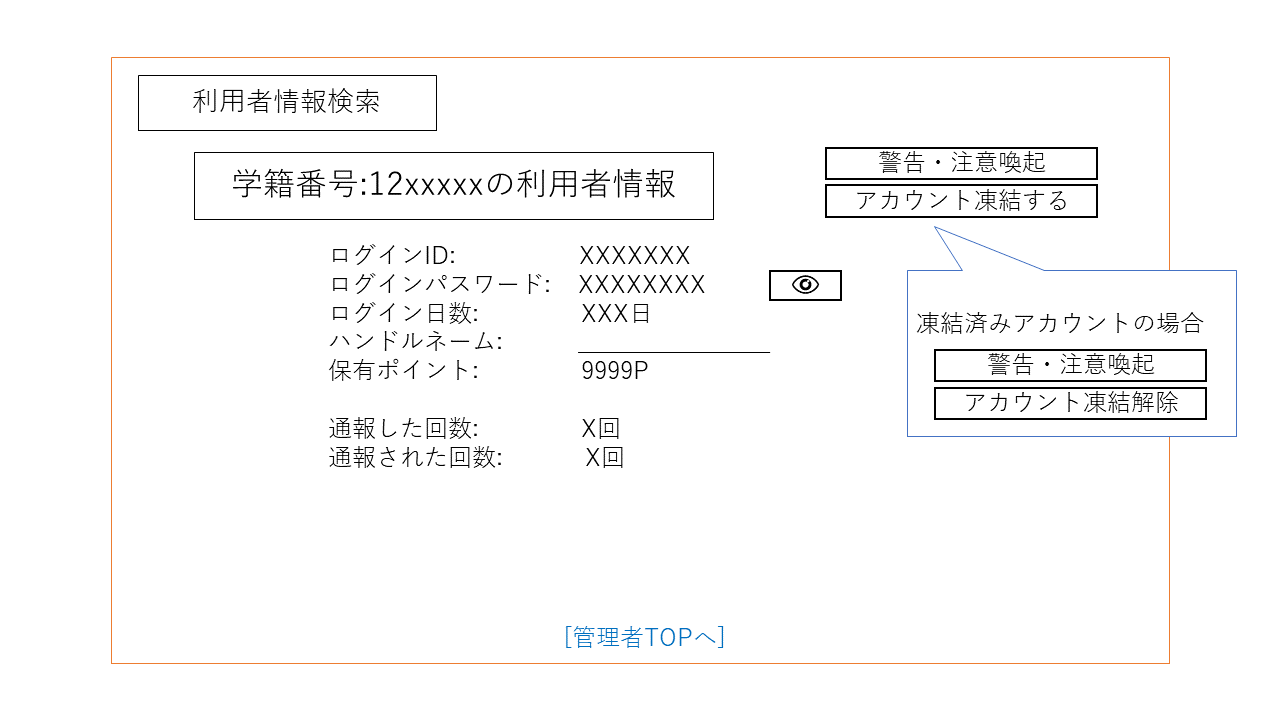 利用者情報検索
学籍番号:12xxxxxの利用者情報
警告・注意喚起
アカウント凍結する
ログインID: XXXXXXX
ログインパスワード: XXXXXXXX
ログイン日数: XXX日
ハンドルネーム:
保有ポイント: 9999P
通報した回数: X回
通報された回数: X回
凍結済みアカウントの場合
警告・注意喚起
アカウント凍結解除
[管理者TOPへ]